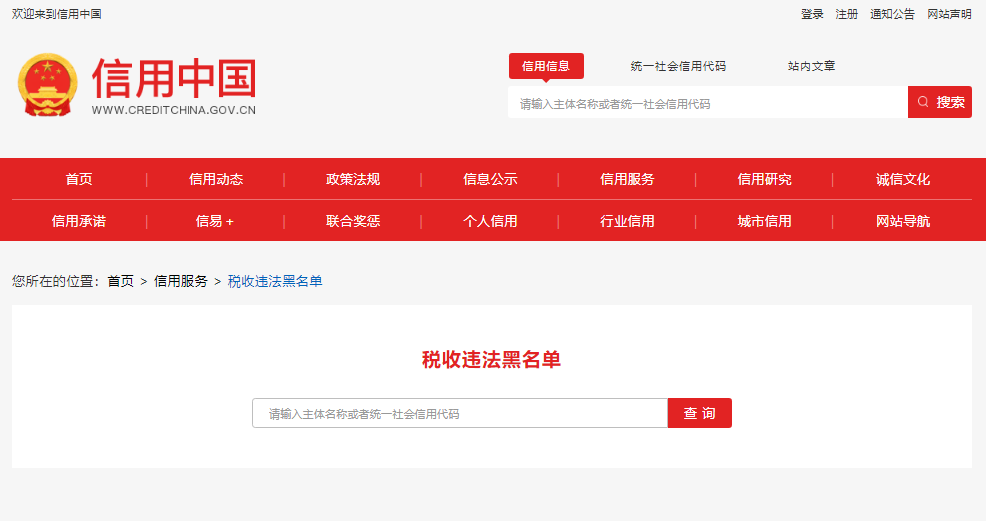 欢迎来到信用中国
登录 注册 通知公告 网站声明
信用中国
WWW.CREDITCHINA.GOV.CN
信用信息 统一社会信用代码 站内文章
请输入主体名称或者统一社会信用代码 搜索
首页 | 信用动态 | 政策法规 | 信息公示 | 信用服务 | 信用研究 | 诚信文化
信用承诺 | 信易+ | 联合奖惩 | 个人信用 | 行业信用 | 城市信用 | 网站导航
您所在的位置：首页 > 信用服务 > 税收违法黑名单
税收违法黑名单
请输入主体名称或者统一社会信用代码 查询